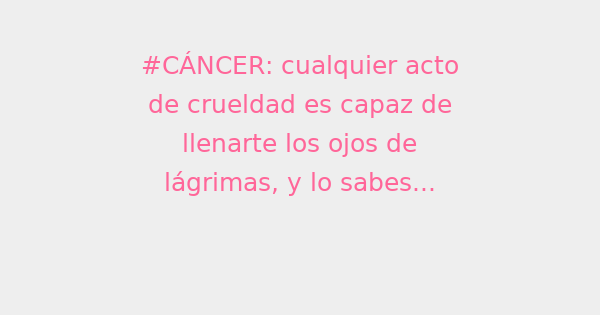 #CÁNCER: cualquier acto
de crueldad es capaz de
llenarte los ojos de
lágrimas, y lo sabes...